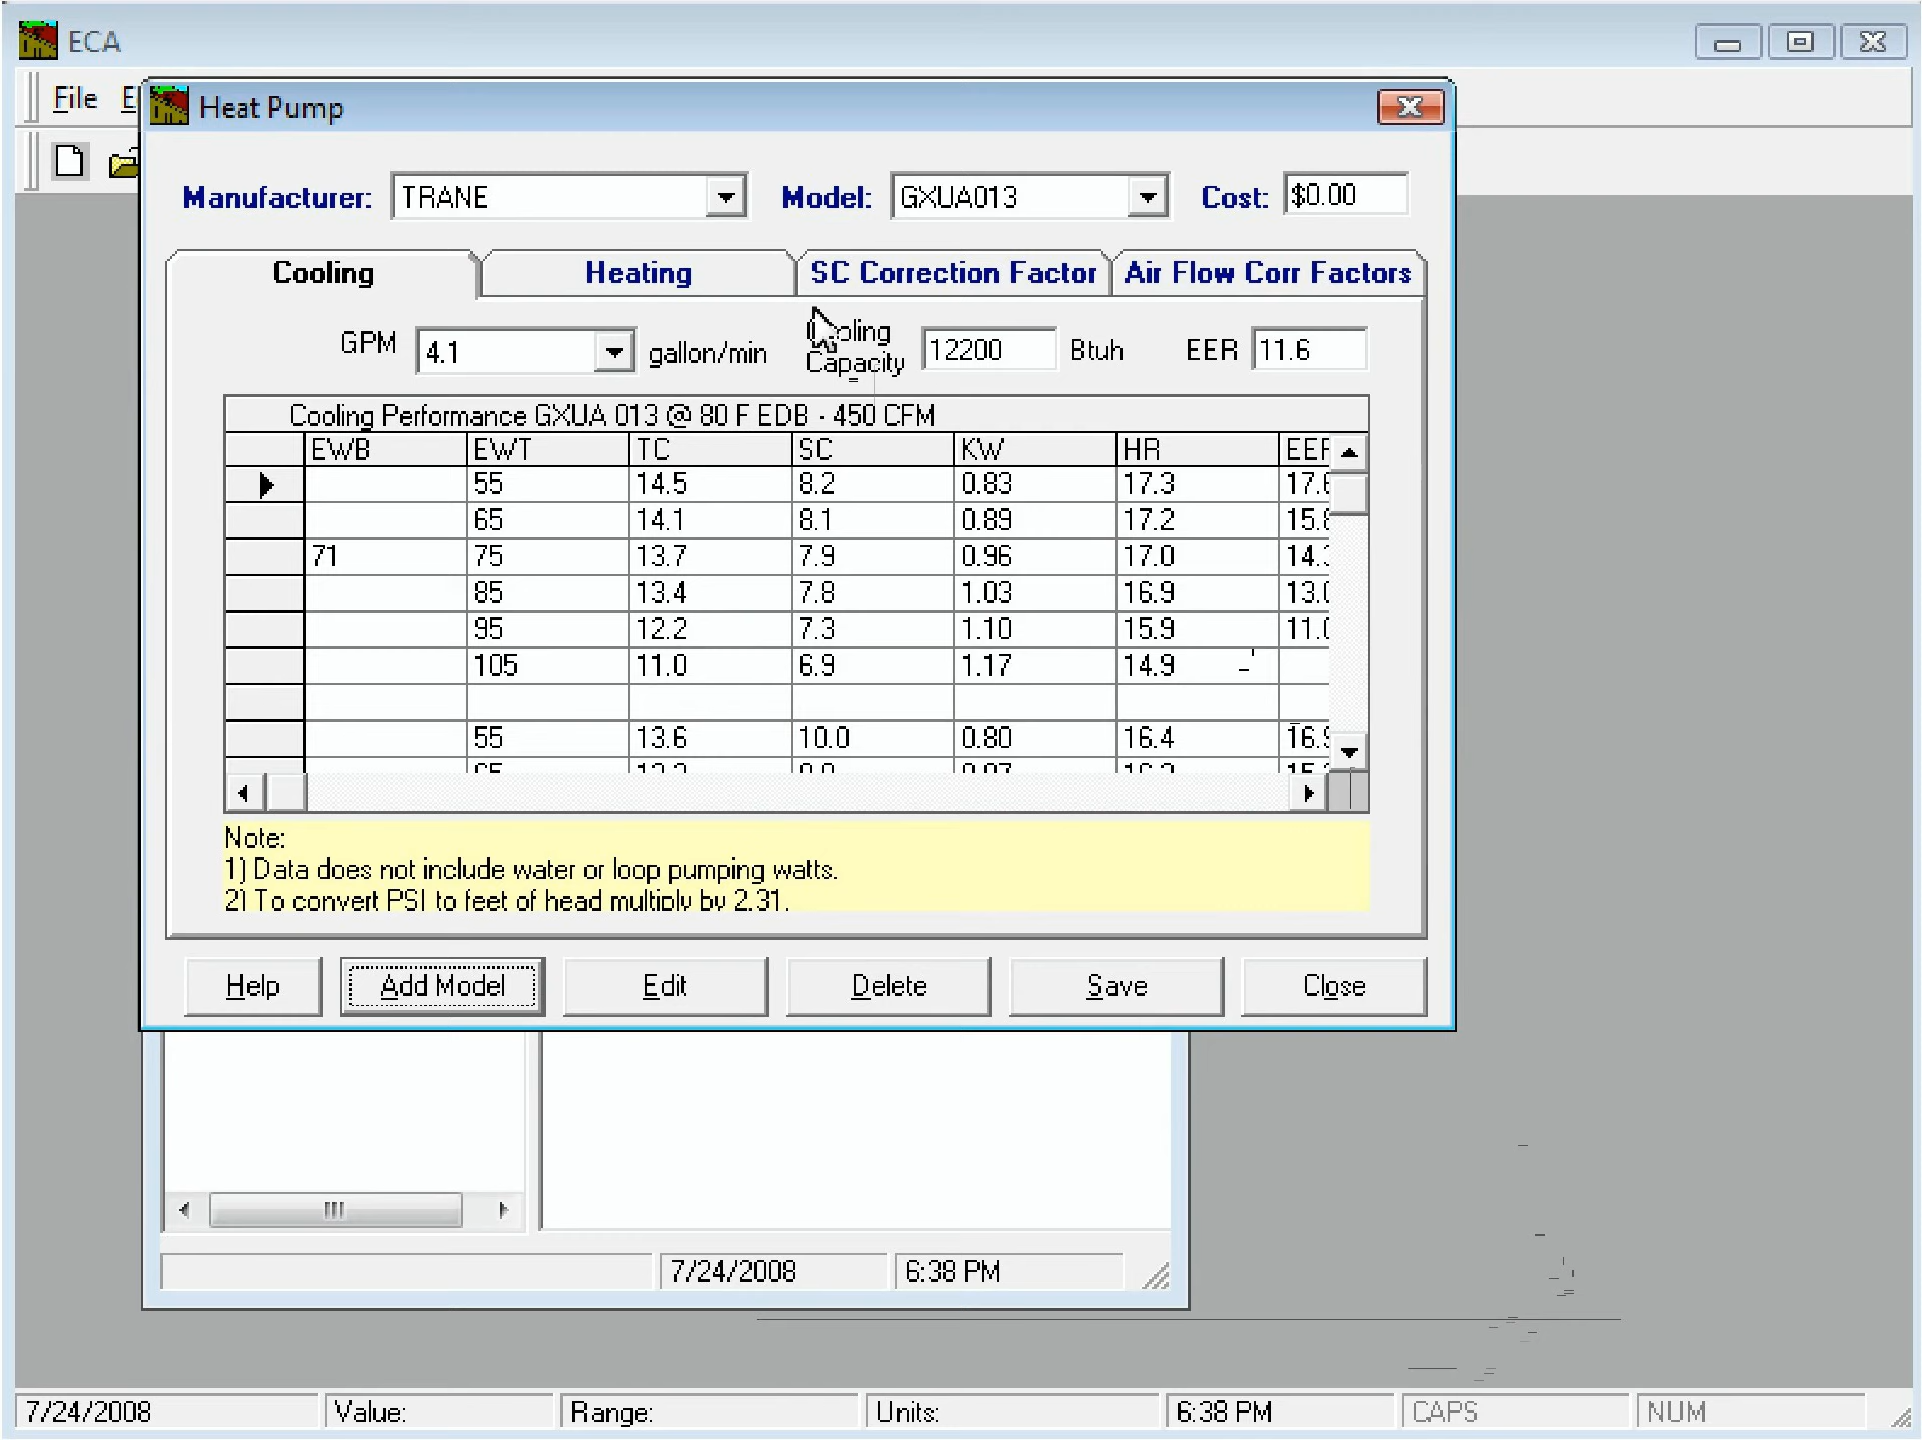 ECA
File
Heat Pump
Manufacturer: TRANE Model: GXUA013 Cost: $0.00
Cooling Heating SC Correction Factor Air Flow Corr Factors
GPM 4.1 gallon/min Cooling Capacity 12200 Btuh EER 11.6
Cooling Performance GXUA 013 @ 80 F EDB - 450 CFM
EWB EWT TC SC KW HR
55 14.5 8.2 0.83 17.3
65 14.1 8.1 0.89 17.2
71 75 13.7 7.9 0.96 17.0
85 13.4 7.8 1.03 16.9
95 12.2 7.3 1.10 15.9
105 11.0 6.9 1.17 14.9
55 13.6 10.0 0.80 16.4
Note:
1) Data does not include water or loop pumping watts.
2) To convert PSI to feet of head multiply by 2.31.
Help Add Model Edit Delete Save Close
7/24/2008 6:38 PM
7/24/2008 Value: Range: Units: 6:38 PM CAPS NUM